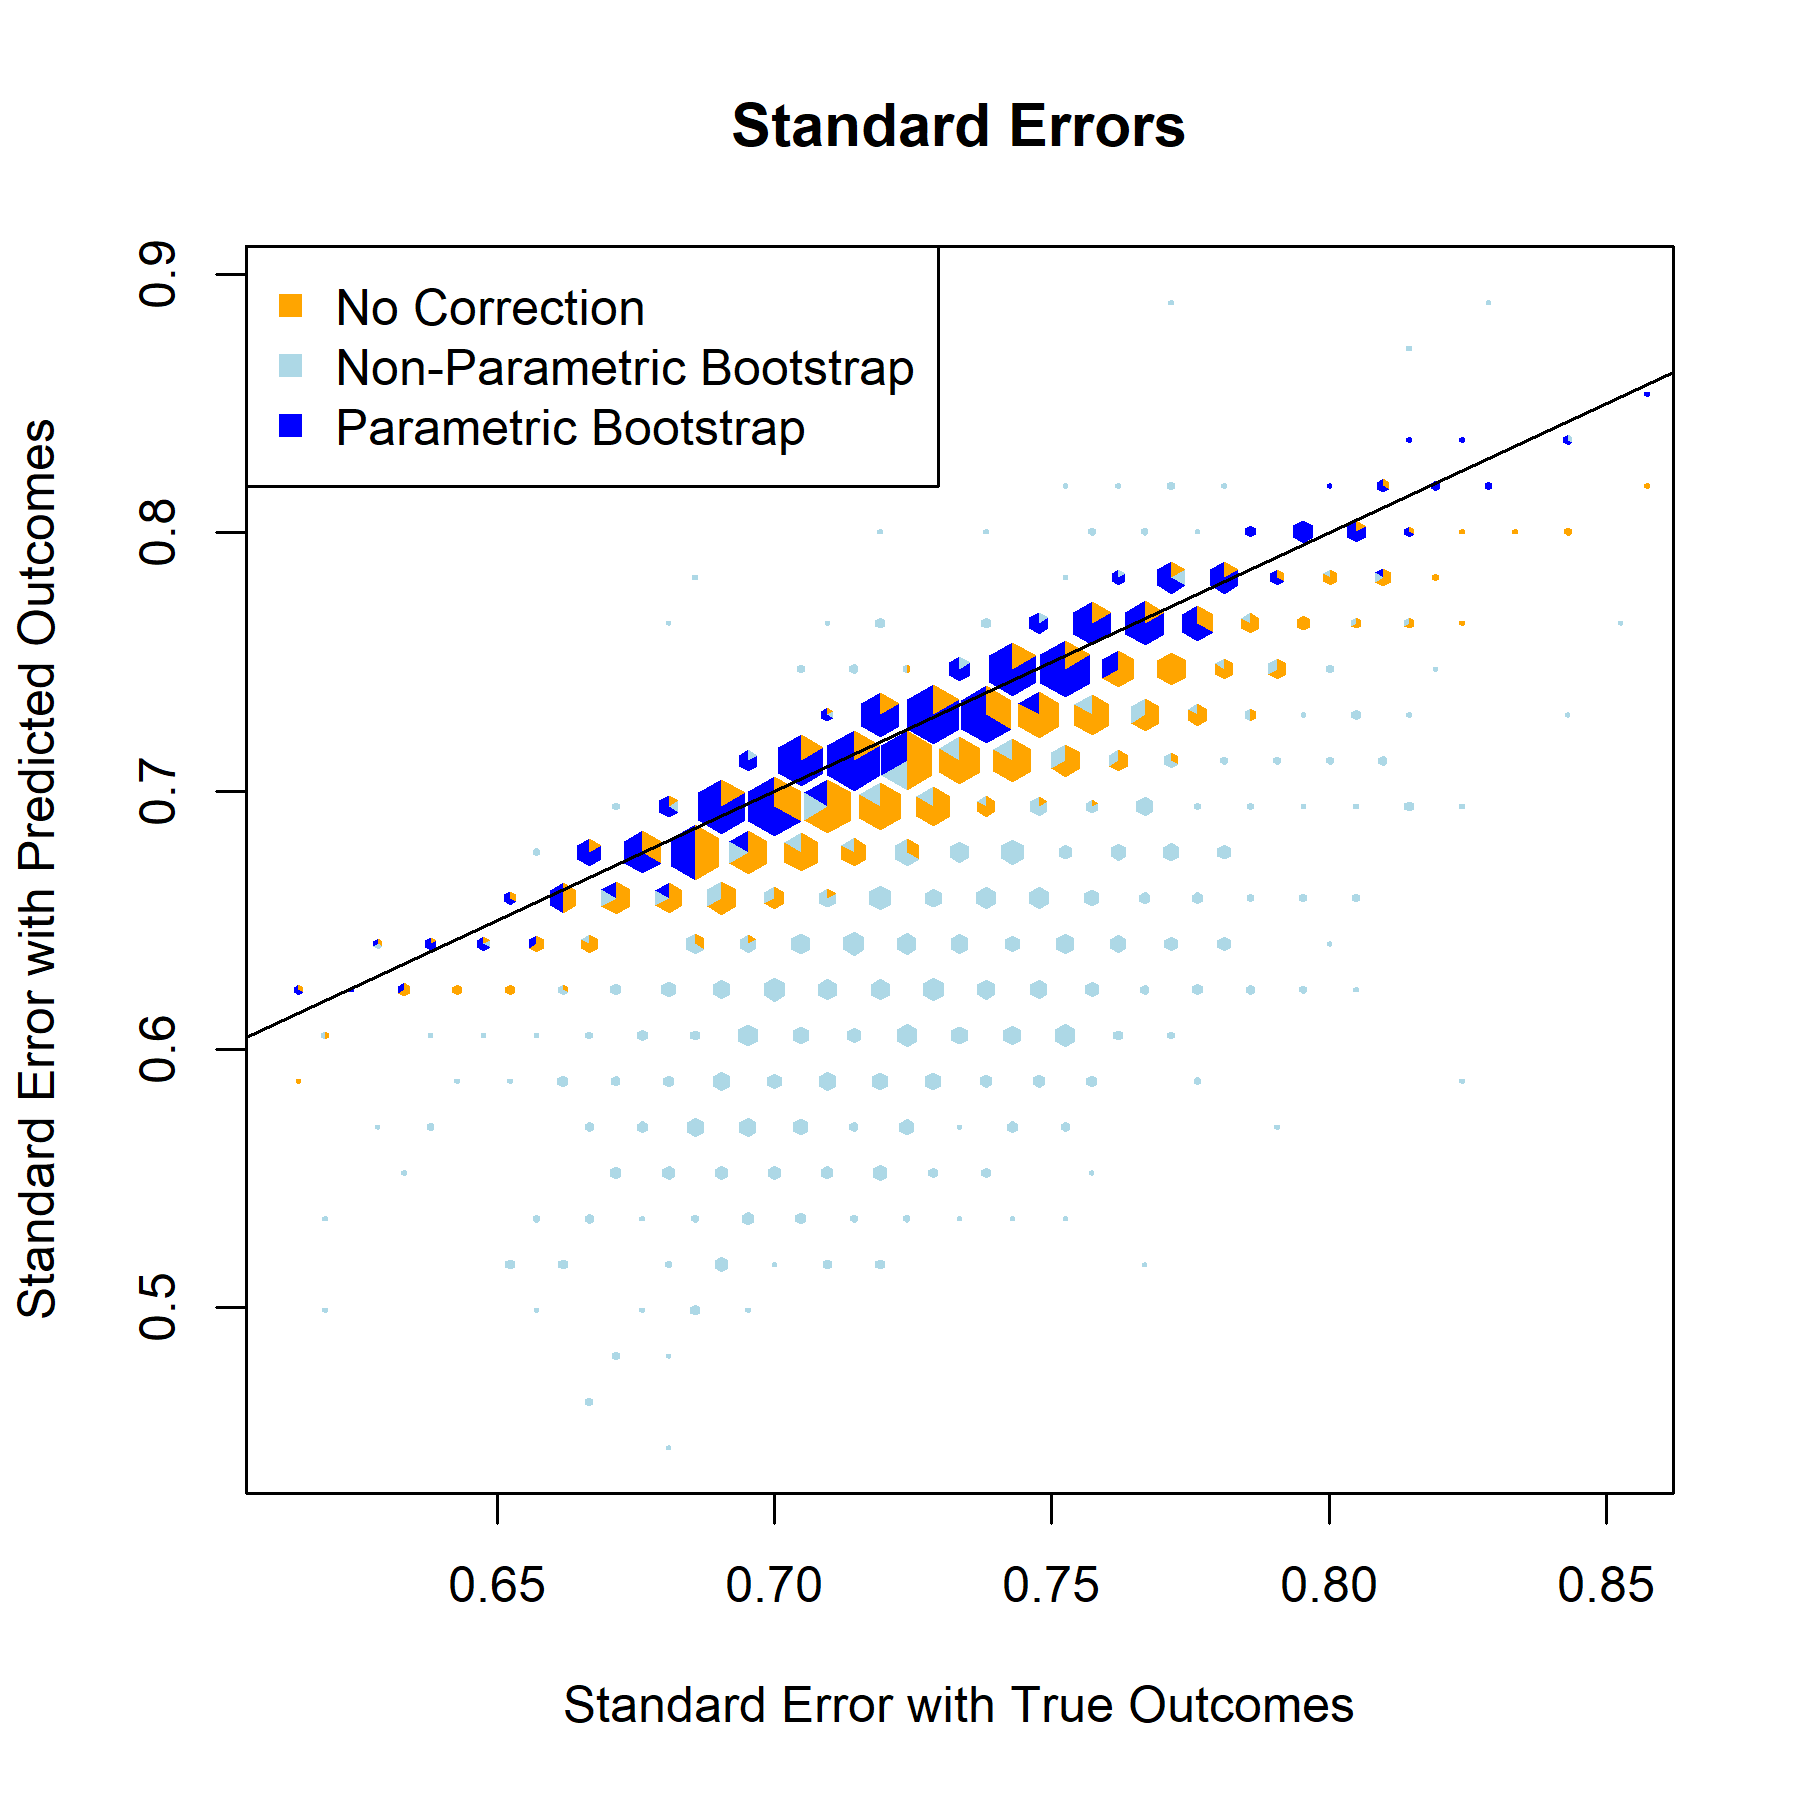 Standard Errors
No Correction
Non-Parametric Bootstrap
Parametric Bootstrap
Standard Error with Predicted Outcomes
0.9
0.8
0.7
0.6
0.5
0.65 0.70 0.75 0.80 0.85
Standard Error with True Outcomes